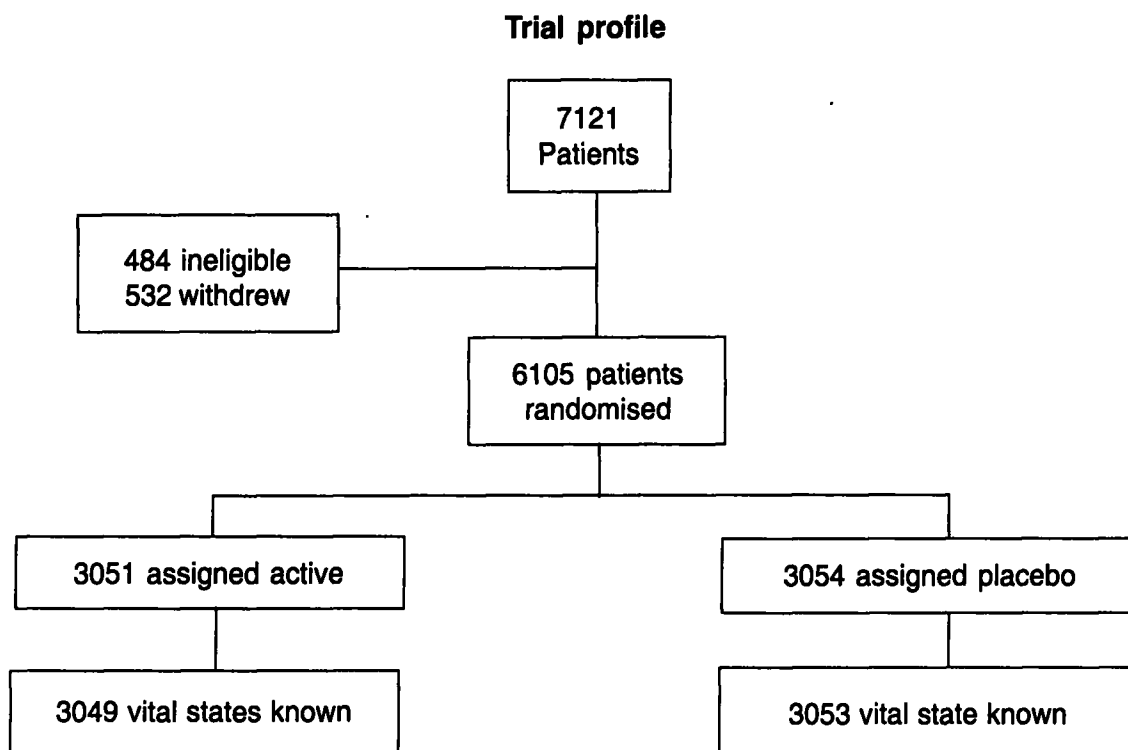 Trial profile
7121
Patients
484 ineligible
532 withdrew
6105 patients
randomised
3051 assigned active
3054 assigned placebo
3049 vital states known
3053 vital state known